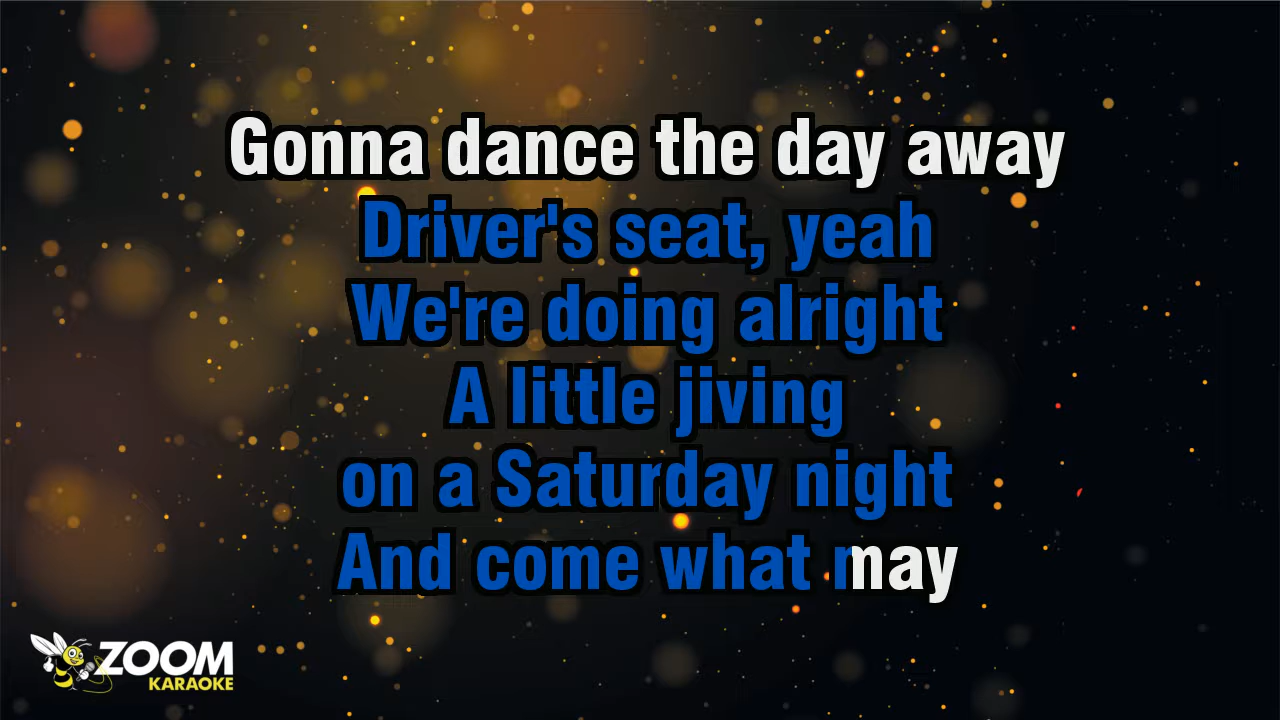 Gonna dance the day away
Driver's seat, yeah
We're doing alright
A little jiving
on a Saturday night
And come what may
ZOOM
KARAOKE